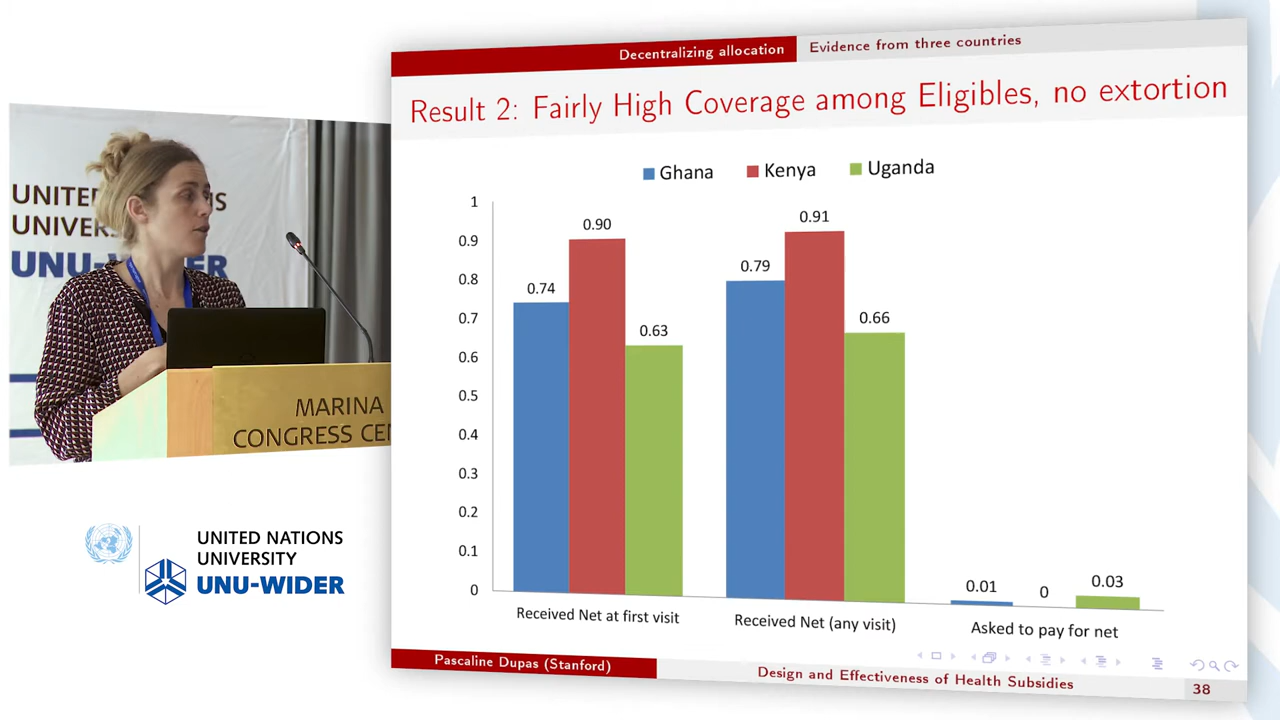 Decentralizing allocation
Evidence from three countries
Result 2: Fairly High Coverage among Eligibles, no extortion
Ghana
Kenya
Uganda
1
0.9
0.8
0.7
0.6
0.5
0.4
0.3
0.2
0.1
0
0.74
0.90
0.63
0.79
0.91
0.66
0.01
0
0.03
Received Net at first visit
Received Net (any visit)
Asked to pay for net
Pascaline Dupas (Stanford)
Design and Effectiveness of Health Subsidies
38
UNU-WIDER
MARINA
CONGRESS
UNITED NATIONS
UNIVERSITY
UNU-WIDER